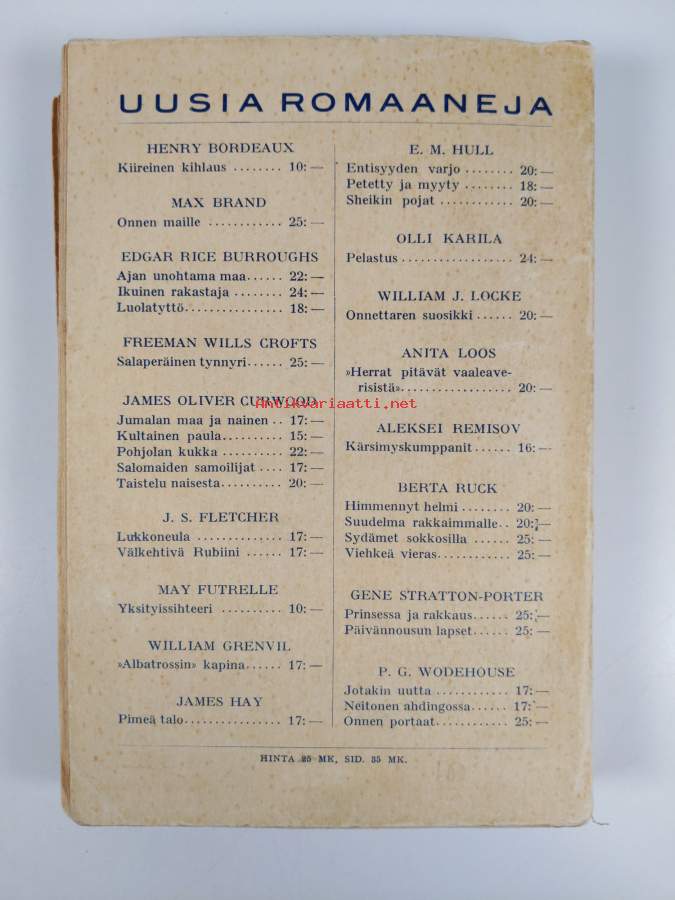 UUSIA ROMAANEJA
HENRY BORDEAUX
Kiireinen kihlaus ........ 10: —
MAX BRAND
Onnen maille ............ 25: —
EDGAR RICE BURROUGHS
Ajan unohtama maa...... 22: —
Ikuinen rakastaja ........ 24: —
Luolatyttö................ 18: —
FREEMAN WILLS CROFTS
Salaperäinen tynnyri...... 25: —
JAMES OLIVER CURWOOD
Jumalan maa ja nainen .. 17: —
Kultainen paula.......... 15: —
Pohjolan kukka .......... 22: —
Salomaiden samoilijat .... 17: —
Taistelu naisesta.......... 20: —
J. S. FLETCHER
Lukkoneula .............. 17: —
Välkehtivä Rubiini ...... 17: —
MAY FUTRELLE
Yksityissihteeri .......... 10: —
WILLIAM GRENVIL
»Albatrossin» kapina...... 17: —
JAMES HAY
Pimeä talo................ 17: —
E. M. HULL
Entisyyden varjo ........ 20: —
Petetty ja myyty ........ 18: —
Sheikin pojat ............ 20: —
OLLI KARILA
Pelastus .................. 24: —
WILLIAM J. LOCKE
Onnettaren suosikki ...... 20: —
ANITA LOOS
»Herrat pitävät vaaleave-
risistä».................... 20: —
ALEKSEI REMISOV
Kärsimyskumppanit ...... 16: —
BERTA RUCK
Himmennyt helmi ........ 20: —
Suudelma rakkaimmalle.. 20: —
Sydämet sokkosilla ...... 25: —
Viehkeä vieras............ 25: —
GENE STRATTON-PORTER
Prinsessa ja rakkaus...... 25: —
Päivännousun lapset...... 25: —
P. G. WODEHOUSE
Jotakin uutta ............ 17: —
Neitonen ahdingossa...... 17: —
Onnen portaat............ 25: —
HINTA 25 MK, SID. 35 MK.
Antikvariaatti.net